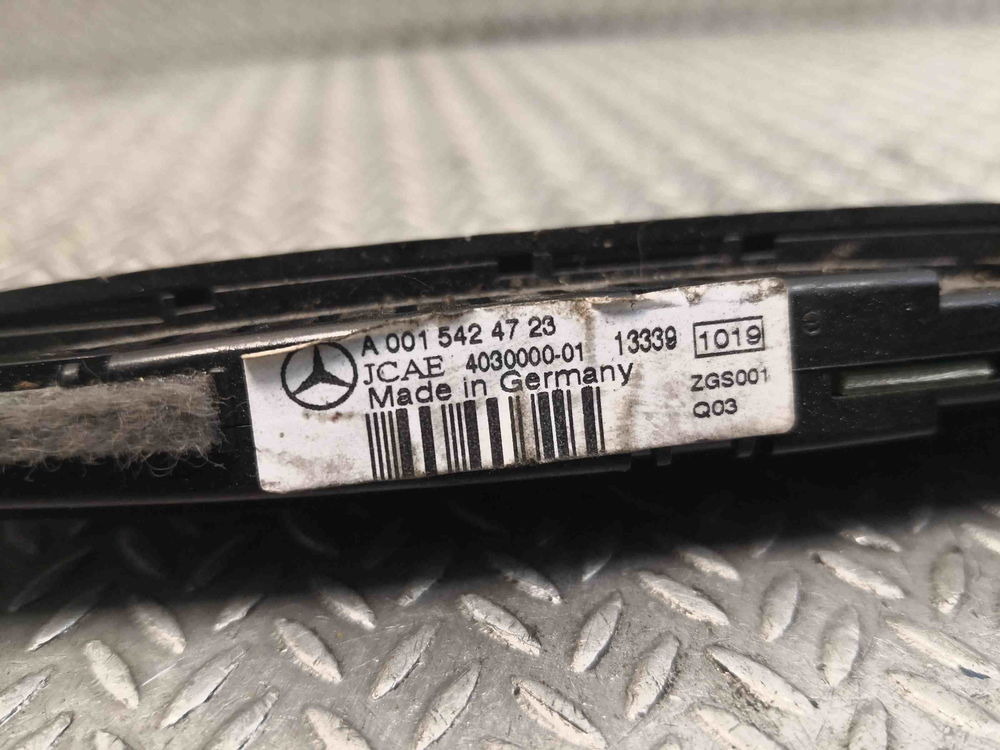 A 001 542 47 23
JCAE 4030000-01 13339 1019
Made in Germany
ZGS001
Q03